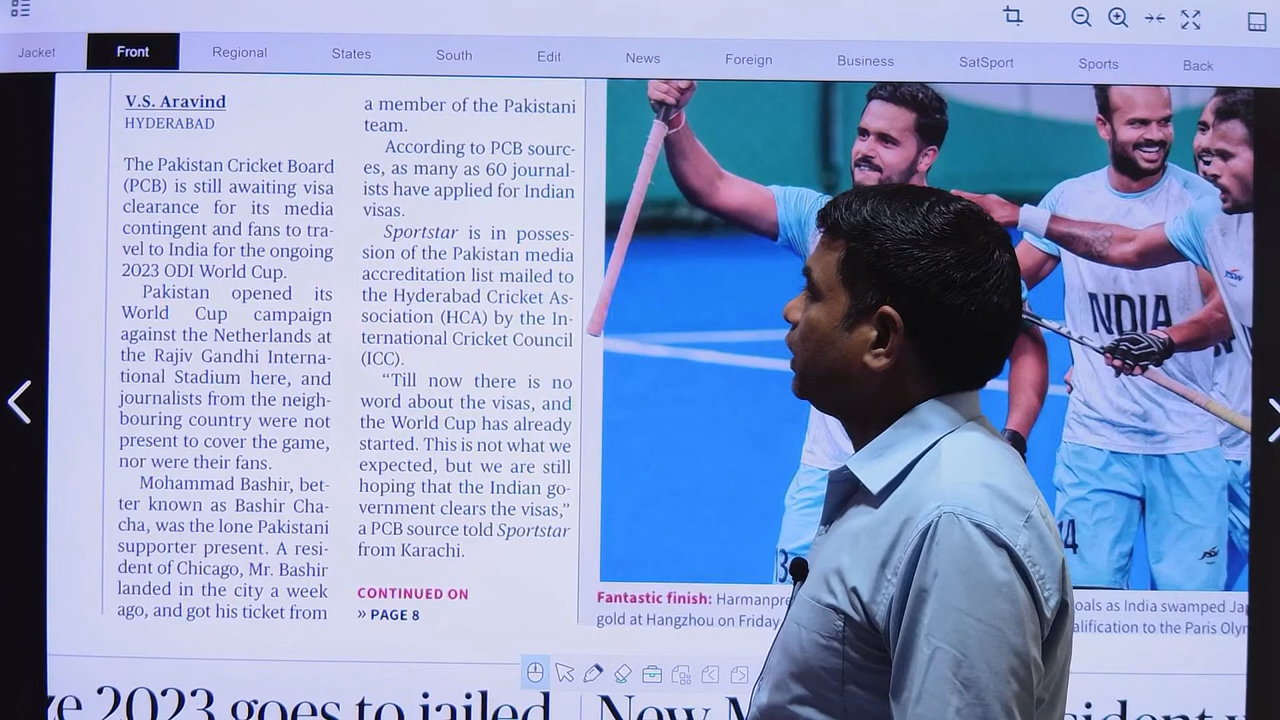 Jacket
Front
Regional
States
South
Edit
News
Foreign
Business
SatSport
Sports
Back
V.S. Aravind
HYDERABAD
The Pakistan Cricket Board
(PCB) is still awaiting visa
clearance for its media
contingent and fans to tra-
vel to India for the ongoing
2023 ODI World Cup.
Pakistan opened its
World Cup campaign
against the Netherlands at
the Rajiv Gandhi Interna-
tional Stadium here, and
journalists from the neigh-
bouring country were not
present to cover the game,
nor were their fans.
Mohammad Bashir, bet-
ter known as Bashir Cha-
cha, was the lone Pakistani
supporter present. A resi-
dent of Chicago, Mr. Bashir
landed in the city a week
ago, and got his ticket from
a member of the Pakistani
team.
According to PCB sourc-
es, as many as 60 journal-
ists have applied for Indian
visas.
Sportstar is in posses-
sion of the Pakistan media
accreditation list mailed to
the Hyderabad Cricket As-
sociation (HCA) by the In-
ternational Cricket Council
(ICC).
“Till now there is no
word about the visas, and
the World Cup has already
started. This is not what we
expected, but we are still
hoping that the Indian go-
vernment clears the visas,”
a PCB source told Sportstar
from Karachi.
CONTINUED ON
» PAGE 8
NDIA
Fantastic finish: Harmanpre
gold at Hangzhou on Friday
oals as India swamped Jap
alification to the Paris Olyr
2023 goes to jailed